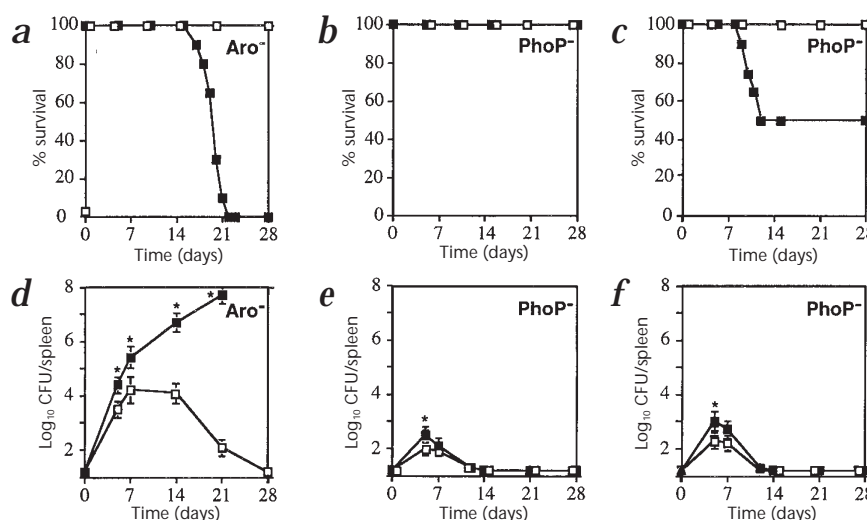 a
100
80
60
40
20
0
% survival
Aro⁻
0 7 14 21 28
Time (days)
b
100
80
60
40
20
0
% survival
PhoP⁻
0 7 14 21 28
Time (days)
c
100
80
60
40
20
0
% survival
PhoP⁻
0 7 14 21 28
Time (days)
d
8
6
4
2
Log₁₀ CFU/spleen
Aro⁻
* * * *
0 7 14 21 28
Time (days)
e
8
6
4
2
Log₁₀ CFU/spleen
PhoP⁻
*
0 7 14 21 28
Time (days)
f
8
6
4
2
Log₁₀ CFU/spleen
PhoP⁻
*
0 7 14 21 28
Time (days)